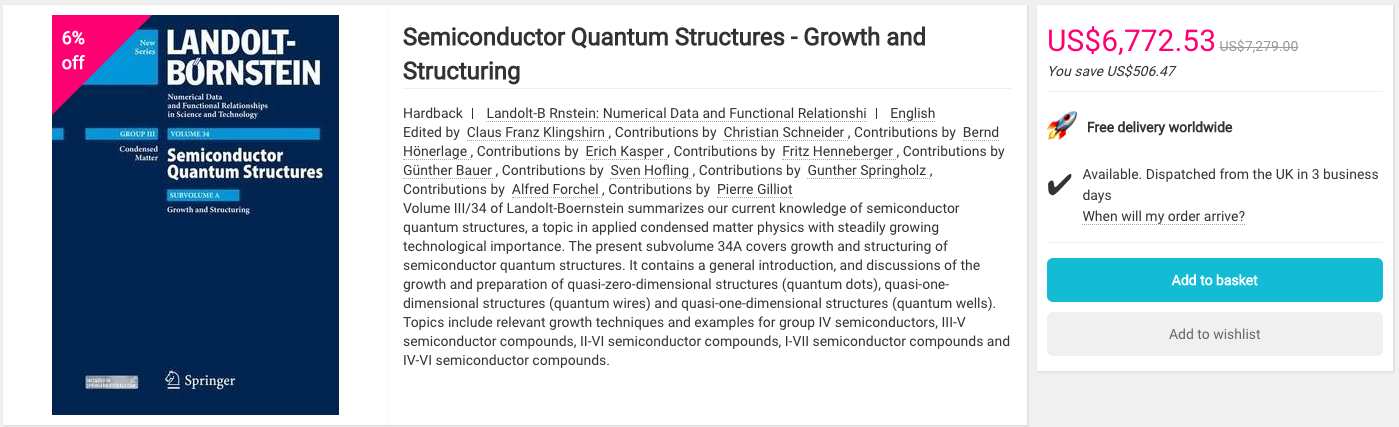 6%
off
New
Series
LANDOLT-
BÖRNSTEIN
Numerical Data
and Functional Relationships
in Science and Technology
GROUP III
VOLUME 34
Condensed
Matter
Semiconductor
Quantum Structures
SUBVOLUME A
Growth and Structuring
Springer
Semiconductor Quantum Structures - Growth and
Structuring
Hardback | Landolt-B Rnstein: Numerical Data and Functional Relationshi | English
Edited by Claus Franz Klingshirn , Contributions by Christian Schneider , Contributions by Bernd
Hönerlage , Contributions by Erich Kasper , Contributions by Fritz Henneberger , Contributions by
Günther Bauer , Contributions by Sven Hofling , Contributions by Gunther Springholz ,
Contributions by Alfred Forchel , Contributions by Pierre Gilliot
Volume III/34 of Landolt-Boernstein summarizes our current knowledge of semiconductor
quantum structures, a topic in applied condensed matter physics with steadily growing
technological importance. The present subvolume 34A covers growth and structuring of
semiconductor quantum structures. It contains a general introduction, and discussions of the
growth and preparation of quasi-zero-dimensional structures (quantum dots), quasi-one-
dimensional structures (quantum wires) and quasi-one-dimensional structures (quantum wells).
Topics include relevant growth techniques and examples for group IV semiconductors, III-V
semiconductor compounds, II-VI semiconductor compounds, I-VII semiconductor compounds and
IV-VI semiconductor compounds.
US$6,772.53 US$7,279.00
You save US$506.47
Free delivery worldwide
Available. Dispatched from the UK in 3 business
days
When will my order arrive?
Add to basket
Add to wishlist